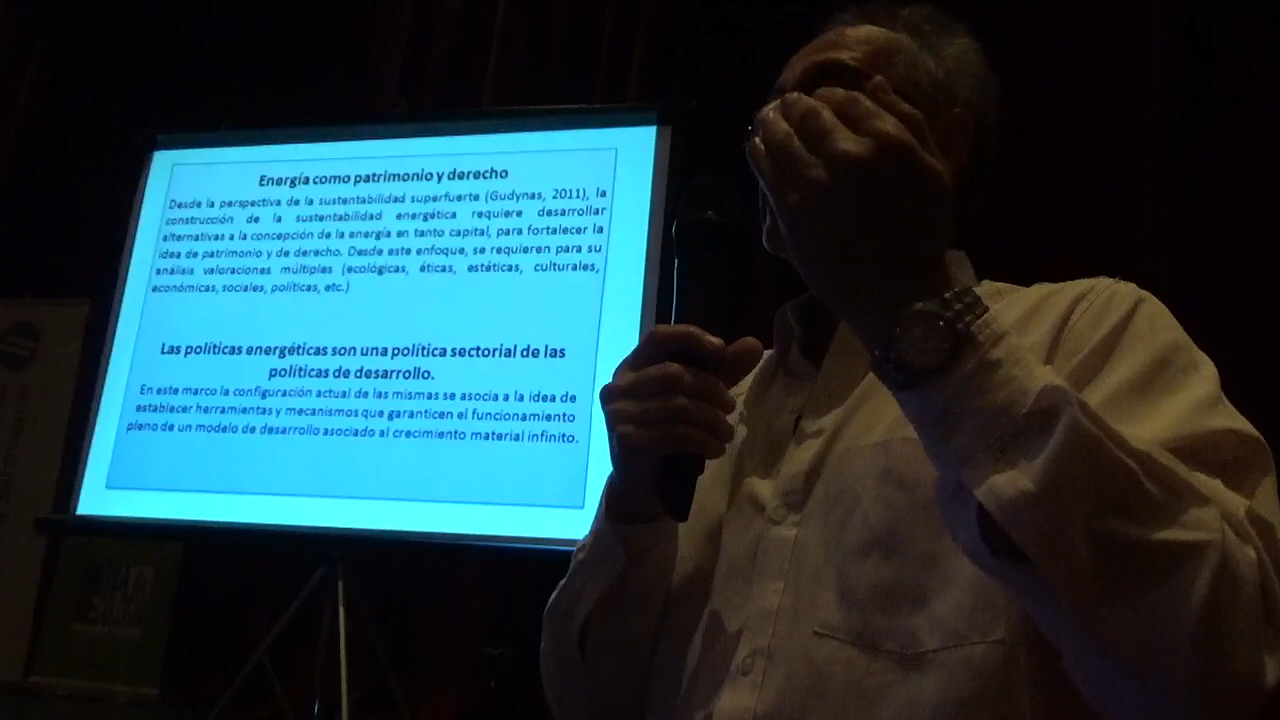 Energía como patrimonio y derecho
Desde la perspectiva de la sustentabilidad superfuerte (Gudynas, 2011), la
construcción de la sustentabilidad energética requiere desarrollar
alternativas a la concepción de la energía en tanto capital, para fortalecer la
idea de patrimonio y de derecho. Desde este enfoque, se requieren para su
análisis valoraciones múltiples (ecológicas, éticas, estéticas, culturales,
económicas, sociales, políticas, etc.)
Las políticas energéticas son una política sectorial de las
políticas de desarrollo.
En este marco la configuración actual de las mismas se asocia a la idea de
establecer herramientas y mecanismos que garanticen el funcionamiento
pleno de un modelo de desarrollo asociado al crecimiento material infinito.